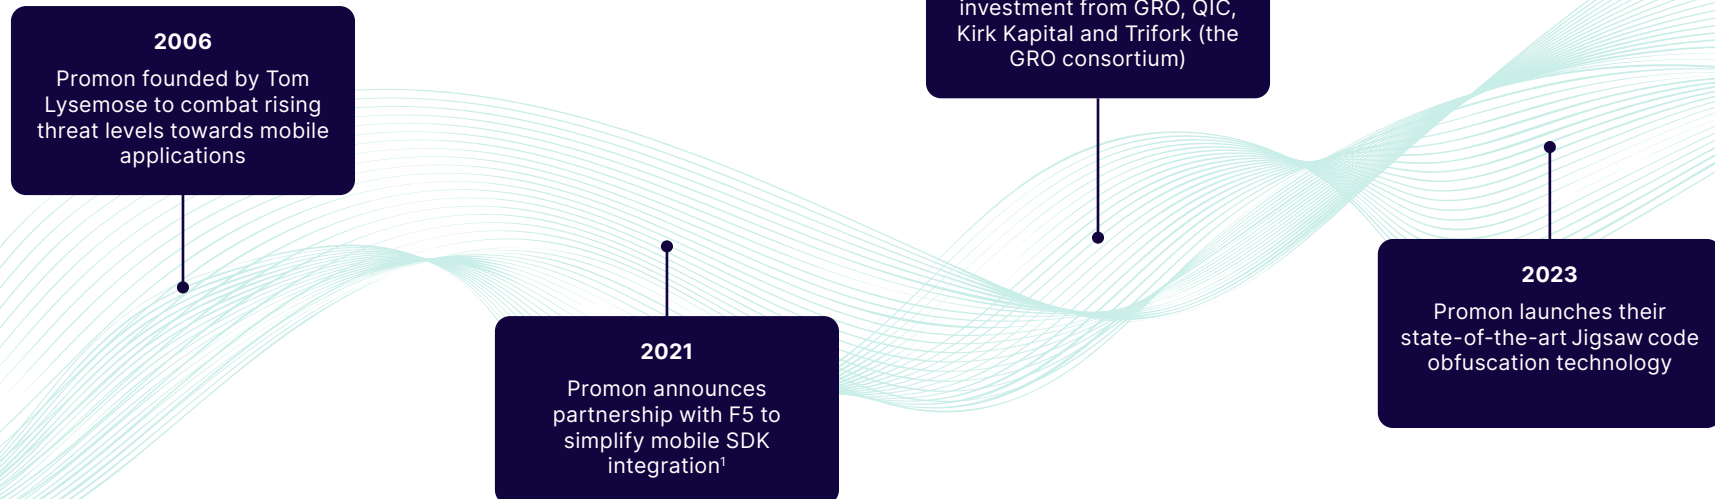 2006
Promon founded by Tom
Lysemose to combat rising
threat levels towards mobile
applications
2021
Promon announces
partnership with F5 to
simplify mobile SDK
integration¹
investment from GRO, QIC,
Kirk Kapital and Trifork (the
GRO consortium)
2023
Promon launches their
state-of-the-art Jigsaw code
obfuscation technology